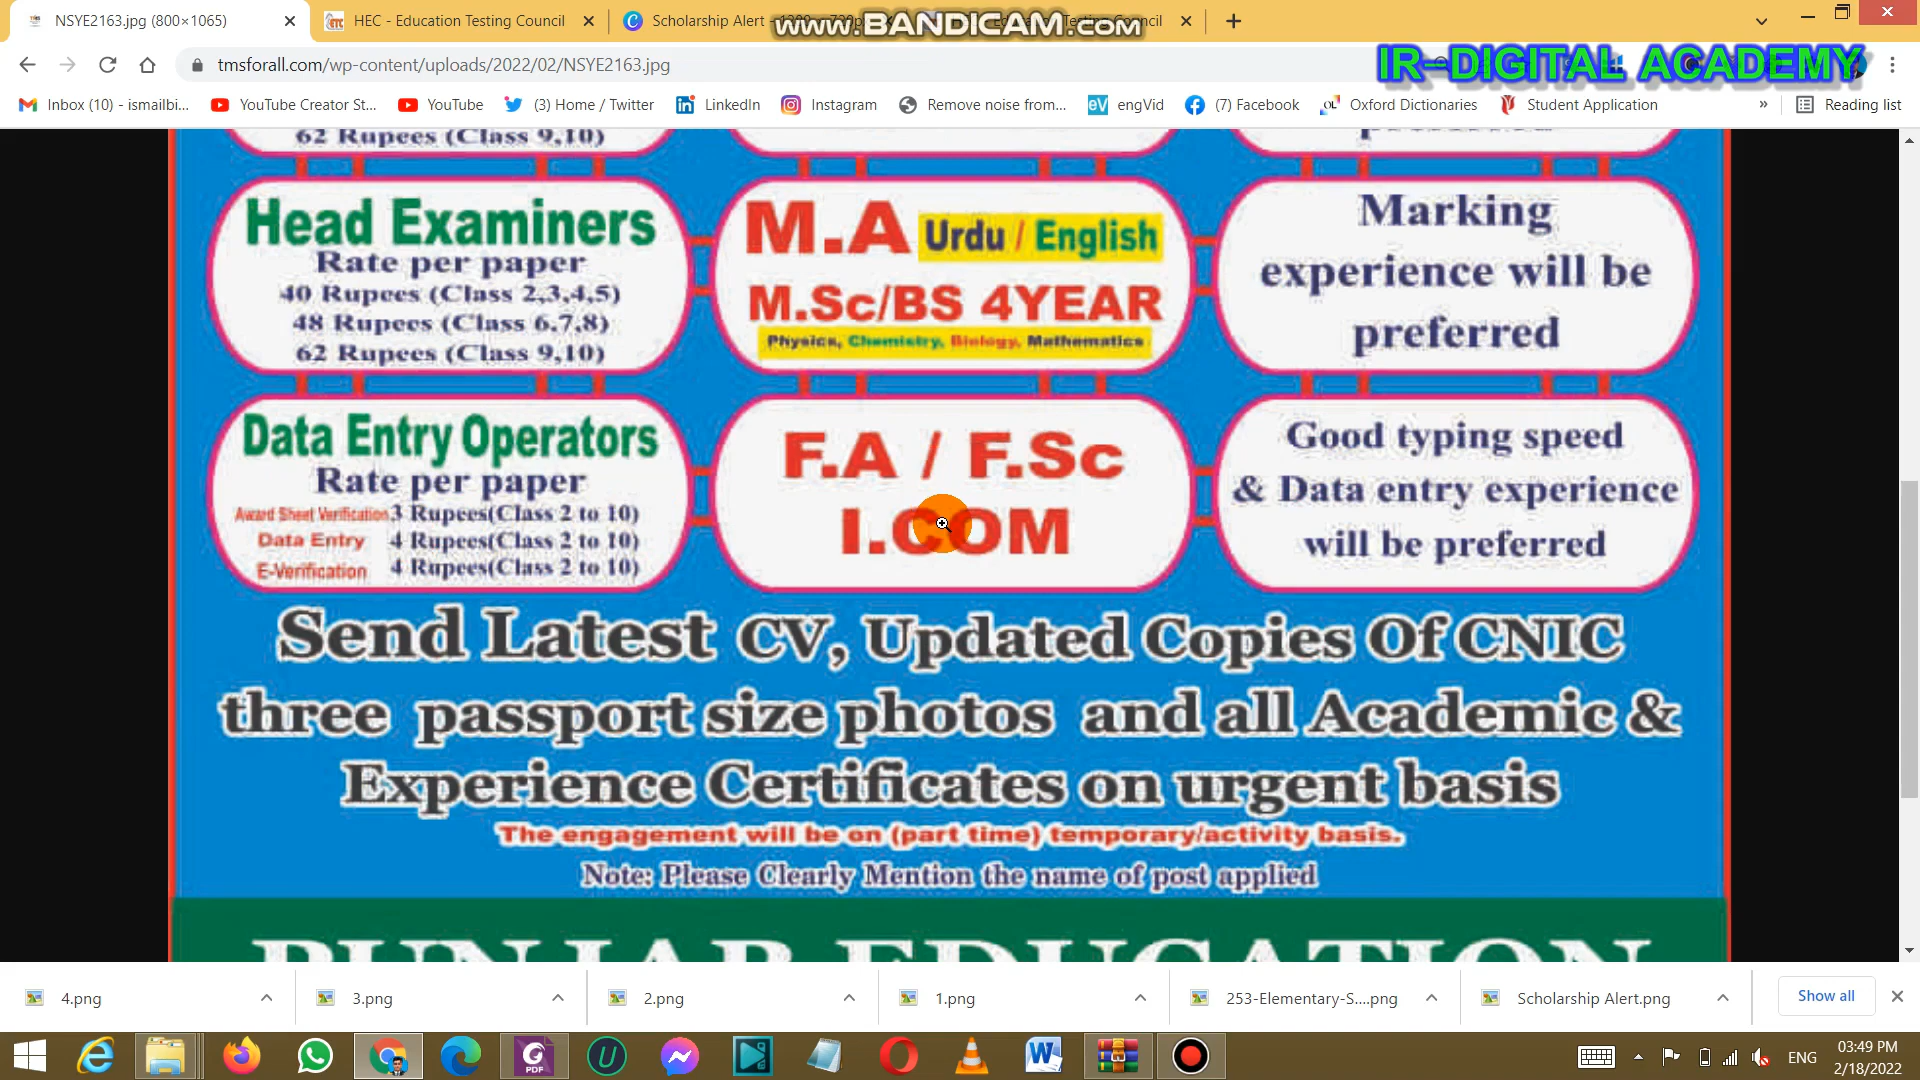 NSYE2163.jpg (800×1065)
HEC - Education Testing Council
Scholarship Alert
www.BANDICAM.com
IR-DIGITAL ACADEMY
tmsforall.com/wp-content/uploads/2022/02/NSYE2163.jpg
Inbox (10) - ismailbi...
YouTube Creator St...
YouTube
(3) Home / Twitter
LinkedIn
Instagram
Remove noise from...
engVid
(7) Facebook
Oxford Dictionaries
Student Application
»
Reading list
62 Rupees (Class 9,10)
Head Examiners
Rate per paper
40 Rupees (Class 2,3,4,5)
48 Rupees (Class 6,7,8)
62 Rupees (Class 9,10)
M.A Urdu / English
M.Sc/BS 4YEAR
Physics, Chemistry, Biology, Mathematics
Marking
experience will be
preferred
Data Entry Operators
Rate per paper
Award Sheet Verification 3 Rupees(Class 2 to 10)
Data Entry 4 Rupees(Class 2 to 10)
E-Verification 4 Rupees(Class 2 to 10)
F.A / F.Sc
I.COM
Good typing speed
& Data entry experience
will be preferred
Send Latest CV, Updated Copies Of CNIC
three passport size photos and all Academic &
Experience Certificates on urgent basis
The engagement will be on (part time) temporary/activity basis.
Note: Please Clearly Mention the name of post applied
PUNJAB EDUCATION
4.png
3.png
2.png
1.png
253-Elementary-S....png
Scholarship Alert.png
Show all
ENG
03:49 PM
2/18/2022